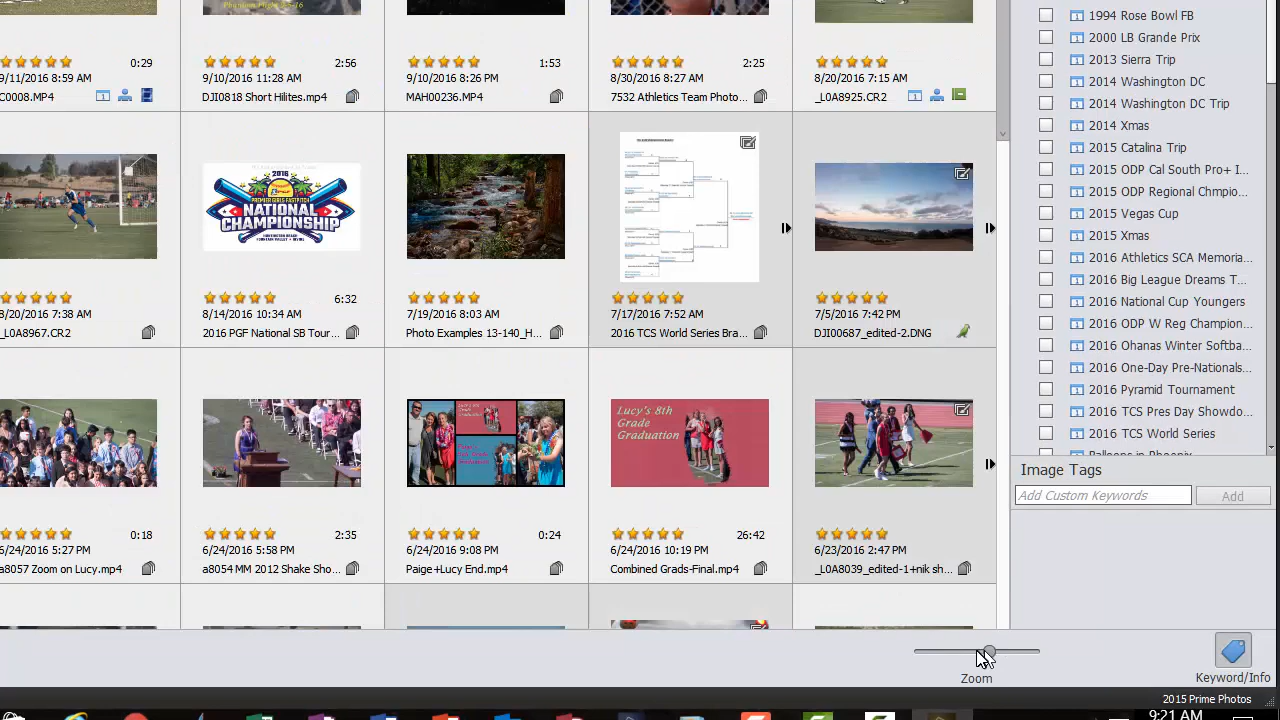 9/11/2016 8:59 AM 0:29
C0008.MP4
9/10/2016 11:28 AM 2:56
DJI0818 Short Hilites.mp4
9/10/2016 8:26 PM 1:53
MAH00236.MP4
8/30/2016 8:27 AM 2:25
7532 Athletics Team Photo...
8/20/2016 7:15 AM
_L0A8925.CR2
2016
PREMIER GIRLS FASTPITCH
NATIONAL
CHAMPIONSHIP
8/20/2016 7:38 AM
_L0A8967.CR2
6:32
8/14/2016 10:34 AM
2016 PGF National SB Tour...
7/19/2016 8:03 AM
Photo Examples 13-140_H...
7/17/2016 7:52 AM
2016 TCS World Series Bra...
7/5/2016 7:42 PM
DJI00687_edited-2.DNG
Lucy's 8th
Grade
Graduation
0:18
6/24/2016 5:27 PM
a8057 Zoom on Lucy.mp4
2:35
6/24/2016 5:58 PM
a8054 MM 2012 Shake Sho...
0:24
6/24/2016 9:08 PM
Paige+Lucy End.mp4
26:42
6/24/2016 10:19 PM
Combined Grads-Final.mp4
6/23/2016 2:47 PM
_L0A8039_edited-1+nik sh...
1994 Rose Bowl FB
2000 LB Grande Prix
2013 Sierra Trip
2014 Washington DC
2014 Washington DC Trip
2014 Xmas
2015 Catalina Trip
2015 ODP Cal South Pro+ 1...
2015 ODP West Reg Chmpio...
2015 Vegas Cup
2015 Xmas
2016 Athletics SCA Memoria...
2016 Big League Dreams T...
2016 National Cup Youngers
2016 ODP W Reg Champion...
2016 Ohanas Winter Softba...
2016 One-Day Pre-Nationals...
2016 Pyramid Tournament
2016 TCS Pres Day Showdo...
2016 TCS World Series
Image Tags
Add Custom Keywords
Add
Zoom
Keyword/Info
2015 Prime Photos
9:21 AM